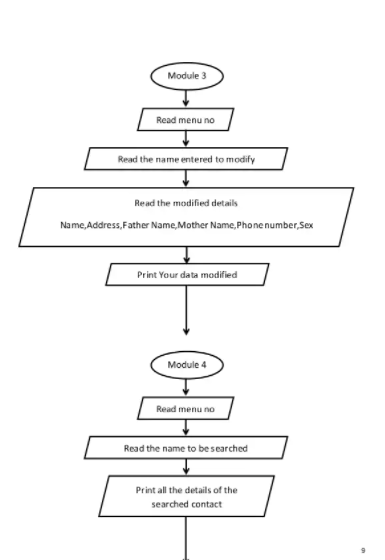 Module 3
Read menu no
Read the name entered to modify
Read the modified details
Name,Address,Father Name,Mother Name,Phone number,Sex
Print Your data modified
Module 4
Read menu no
Read the name to be searched
Print all the details of the
searched contact
9